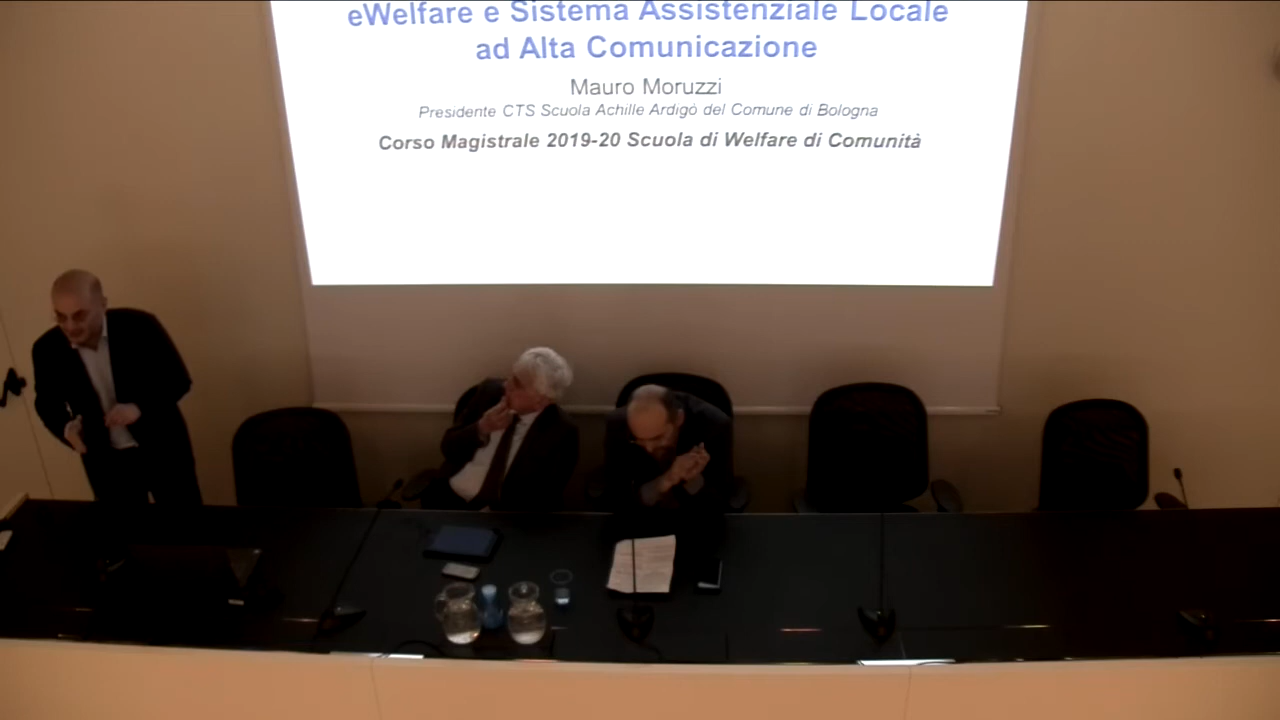 eWelfare e Sistema Assistenziale Locale
ad Alta Comunicazione
Mauro Moruzzi
Presidente CTS Scuola Achille Ardigò del Comune di Bologna
Corso Magistrale 2019-20 Scuola di Welfare di Comunità